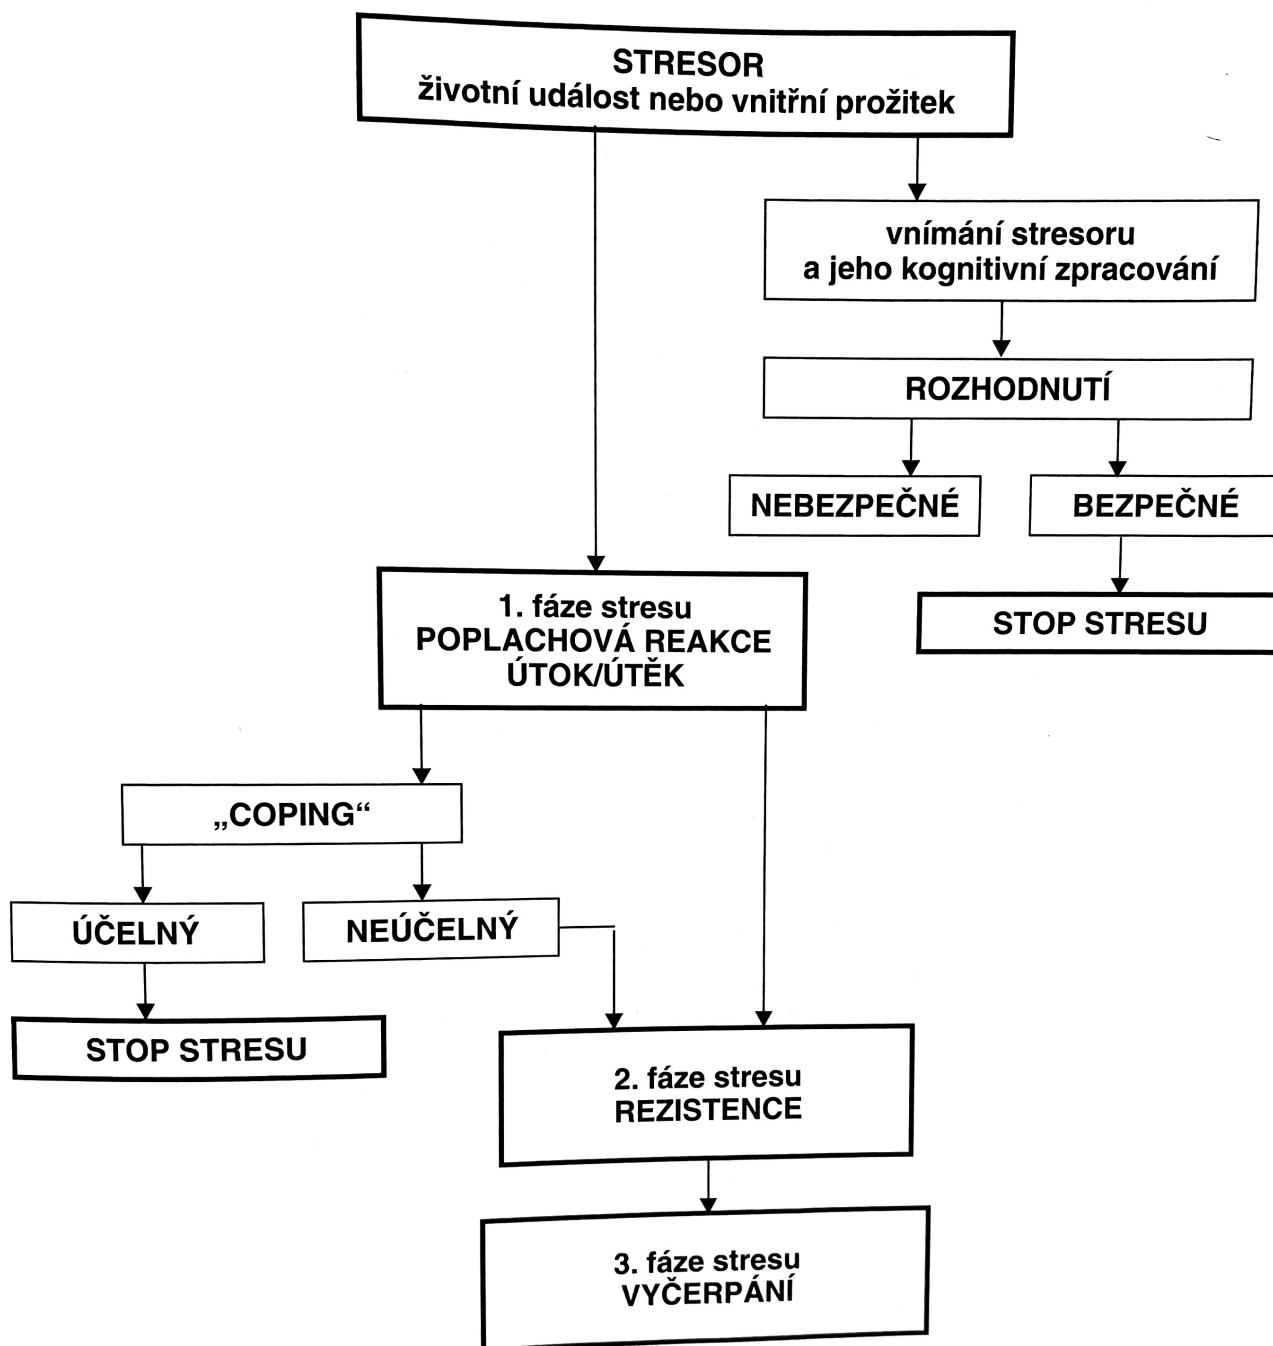 STRESOR
životní událost nebo vnitřní prožitek
vnímání stresoru
a jeho kognitivní zpracování
ROZHODNUTÍ
NEBEZPEČNÉ
BEZPEČNÉ
STOP STRESU
1. fáze stresu
POPLACHOVÁ REAKCE
ÚTOK/ÚTĚK
„COPING“
ÚČELNÝ
NEÚČELNÝ
STOP STRESU
2. fáze stresu
REZISTENCE
3. fáze stresu
VYČERPÁNÍ